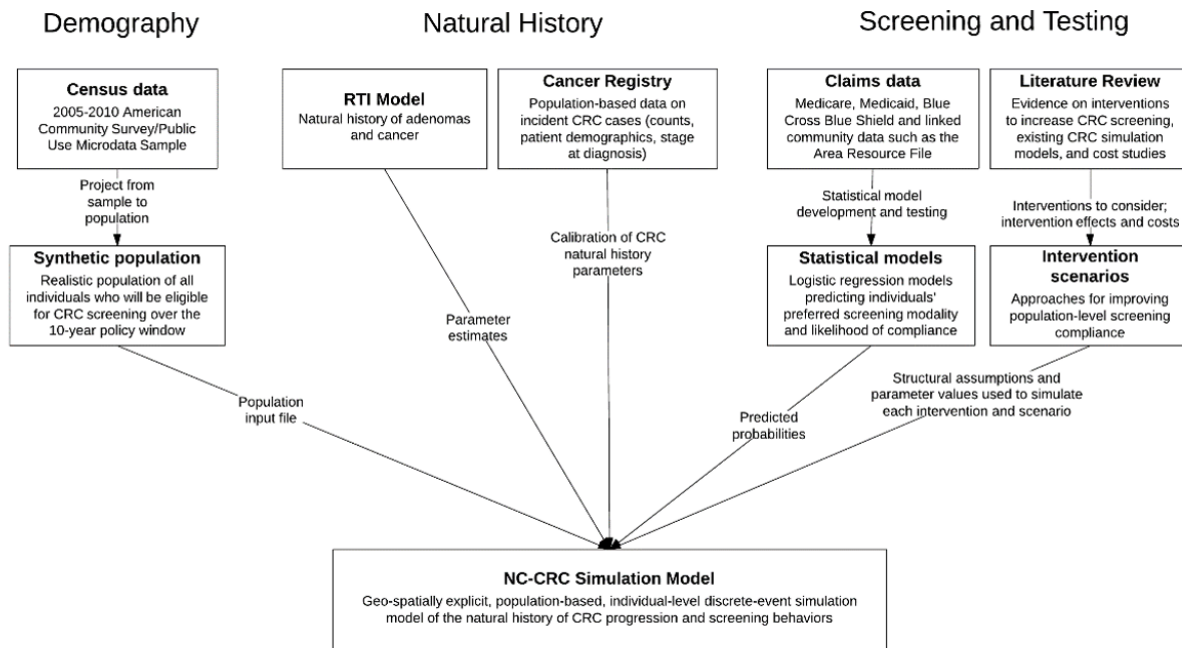 Demography
Natural History
Screening and Testing
Census data
2005-2010 American
Community Survey/Public
Use Microdata Sample
RTI Model
Natural history of adenomas
and cancer
Cancer Registry
Population-based data on
incident CRC cases (counts,
patient demographics, stage
at diagnosis)
Claims data
Medicare, Medicaid, Blue
Cross Blue Shield and linked
community data such as the
Area Resource File
Literature Review
Evidence on interventions
to increase CRC screening,
existing CRC simulation
models, and cost studies
Project from
sample to
population
Statistical model
development and testing
Interventions to consider;
intervention effects and costs
Calibration of CRC
natural history
parameters
Synthetic population
Realistic population of all
individuals who will be eligible
for CRC screening over the
10-year policy window
Statistical models
Logistic regression models
predicting individuals'
preferred screening modality
and likelihood of compliance
Intervention
scenarios
Approaches for improving
population-level screening
compliance
Parameter
estimates
Population
input file
Predicted
probabilities
Structural assumptions and
parameter values used to simulate
each intervention and scenario
NC-CRC Simulation Model
Geo-spatially explicit, population-based, individual-level discrete-event simulation
model of the natural history of CRC progression and screening behaviors